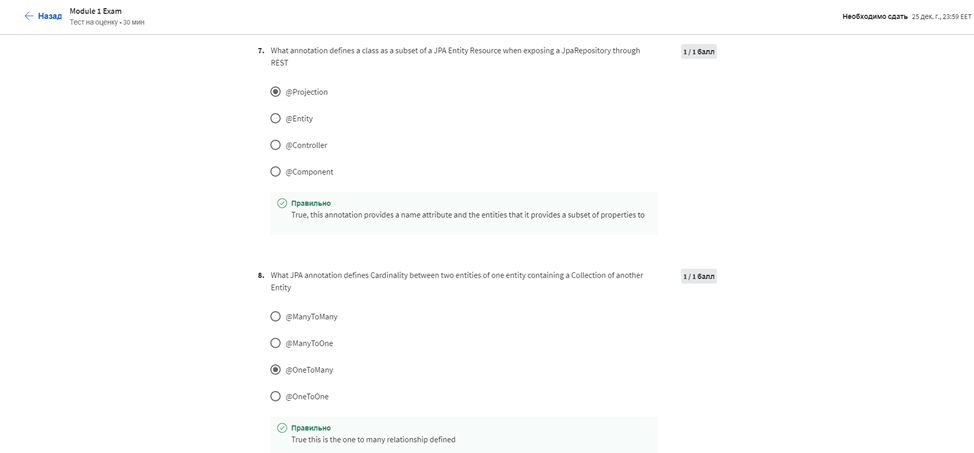 Назад
Module 1 Exam
Тест на оценку • 30 мин
Необходимо сдать 25 дек. г., 23:59 EET
7. What annotation defines a class as a subset of a JPA Entity Resource when exposing a JpaRepository through
REST
1 / 1 балл
@Projection
@Entity
@Controller
@Component
Правильно
True, this annotation provides a name attribute and the entities that it provides a subset of properties to
8. What JPA annotation defines Cardinality between two entities of one entity containing a Collection of another
Entity
1 / 1 балл
@ManyToMany
@ManyToOne
@OneToMany
@OneToOne
Правильно
True this is the one to many relationship defined